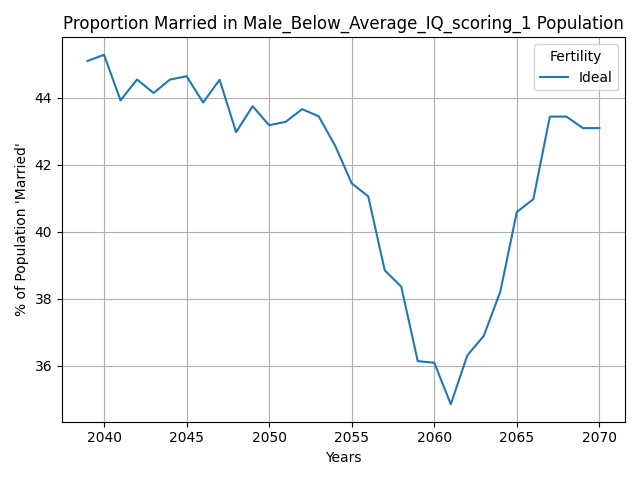 Proportion Married in Male_Below_Average_IQ_scoring_1 Population
Fertility
Ideal
% of Population 'Married'
44
42
40
38
36
2040 2045 2050 2055 2060 2065 2070
Years